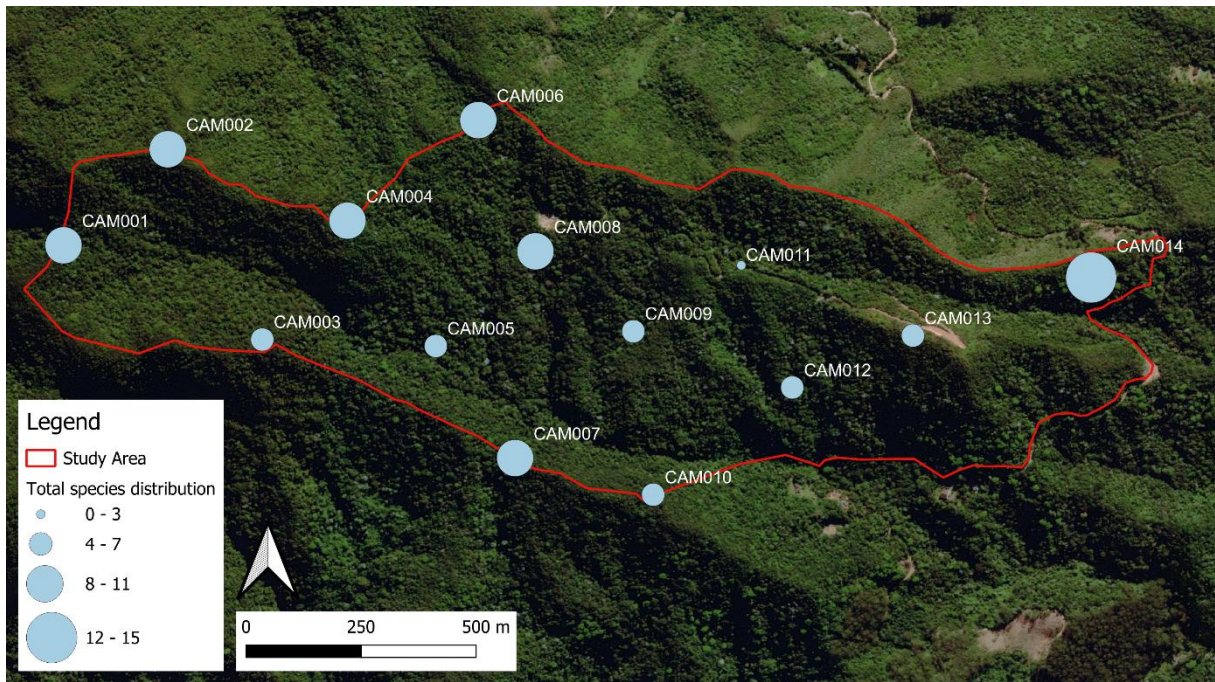 CAM006
CAM002
CAM004
CAM001
CAM008
CAM014
CAM011
CAM003
CAM005
CAM009
CAM013
CAM012
CAM007
CAM010
Legend
Study Area
Total species distribution
0 - 3
4 - 7
8 - 11
12 - 15
0 250 500 m